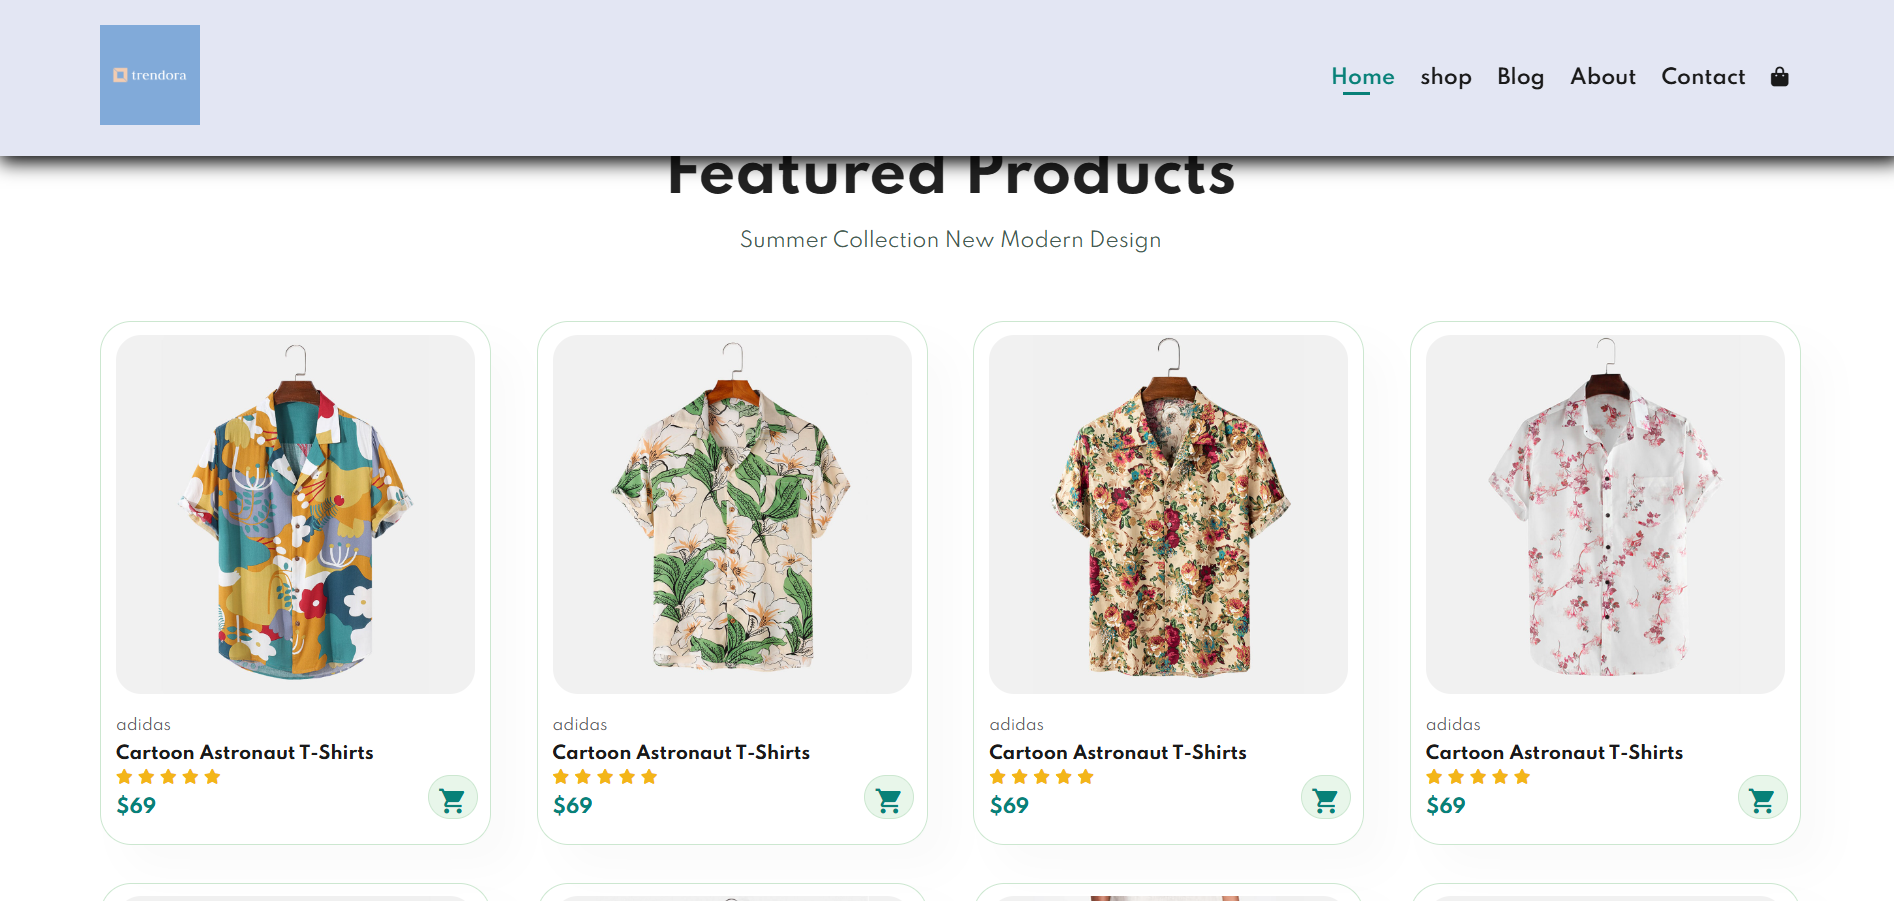 trendora
Home shop Blog About Contact
Featured Products
Summer Collection New Modern Design
adidas
Cartoon Astronaut T-Shirts
$69
adidas
Cartoon Astronaut T-Shirts
$69
adidas
Cartoon Astronaut T-Shirts
$69
adidas
Cartoon Astronaut T-Shirts
$69